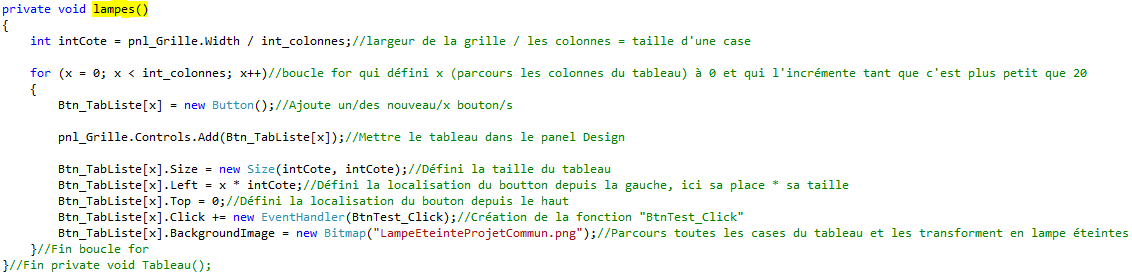 private void lampes()
{
int intCote = pnl_Grille.Width / int_colonnes;//largeur de la grille / les colonnes = taille d'une case
for (x = 0; x < int_colonnes; x++)//boucle for qui défini x (parcours les colonnes du tableau) à 0 et qui l'incrémente tant que c'est plus petit que 20
{
Btn_TabListe[x] = new Button();//Ajoute un/des nouveau/x bouton/s
pnl_Grille.Controls.Add(Btn_TabListe[x]);//Mettre le tableau dans le panel Design
Btn_TabListe[x].Size = new Size(intCote, intCote);//Défini la taille du tableau
Btn_TabListe[x].Left = x * intCote;//Défini la localisation du boutton depuis la gauche, ici sa place * sa taille
Btn_TabListe[x].Top = 0;//Défini la localisation du bouton depuis le haut
Btn_TabListe[x].Click += new EventHandler(BtnTest_Click);//Création de la fonction "BtnTest_Click"
Btn_TabListe[x].BackgroundImage = new Bitmap("LampeEteinteProjetCommun.png");//Parcours toutes les cases du tableau et les transforment en lampe éteintes
}//Fin boucle for
}//Fin private void Tableau();